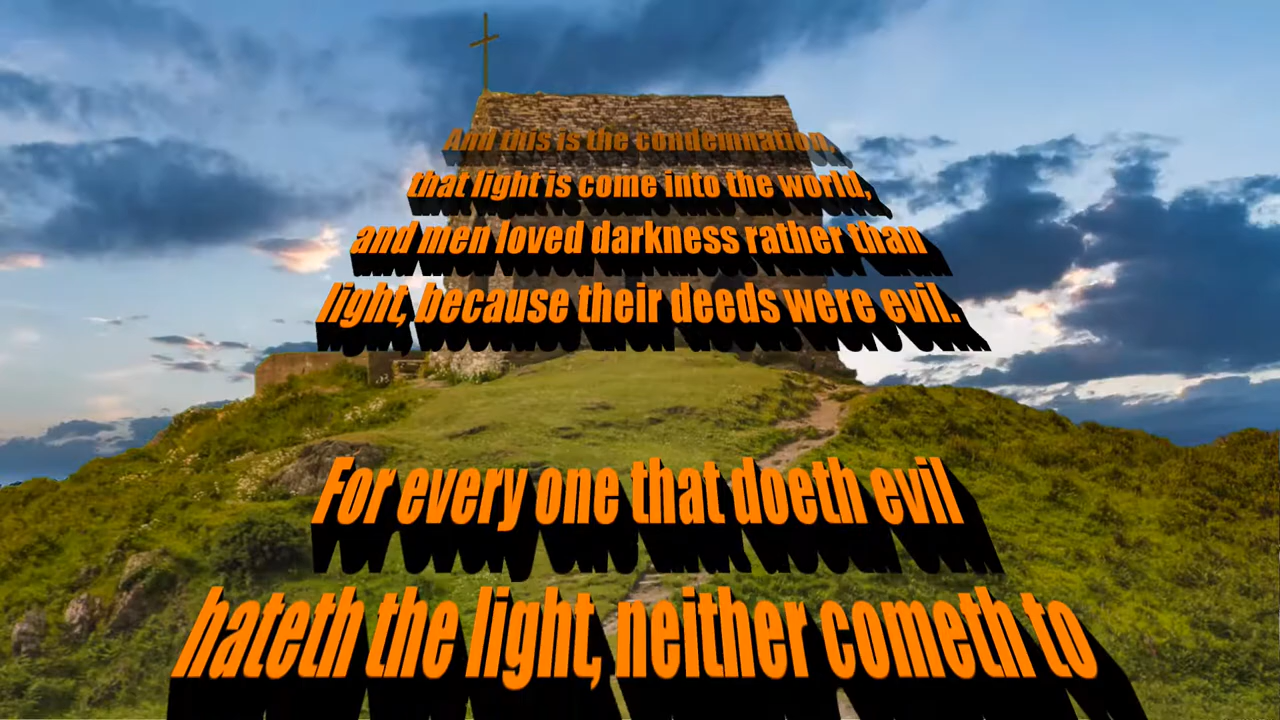 And this is the condemnation,
that light is come into the world,
and men loved darkness rather than
light, because their deeds were evil.
For every one that doeth evil
hateth the light, neither cometh to